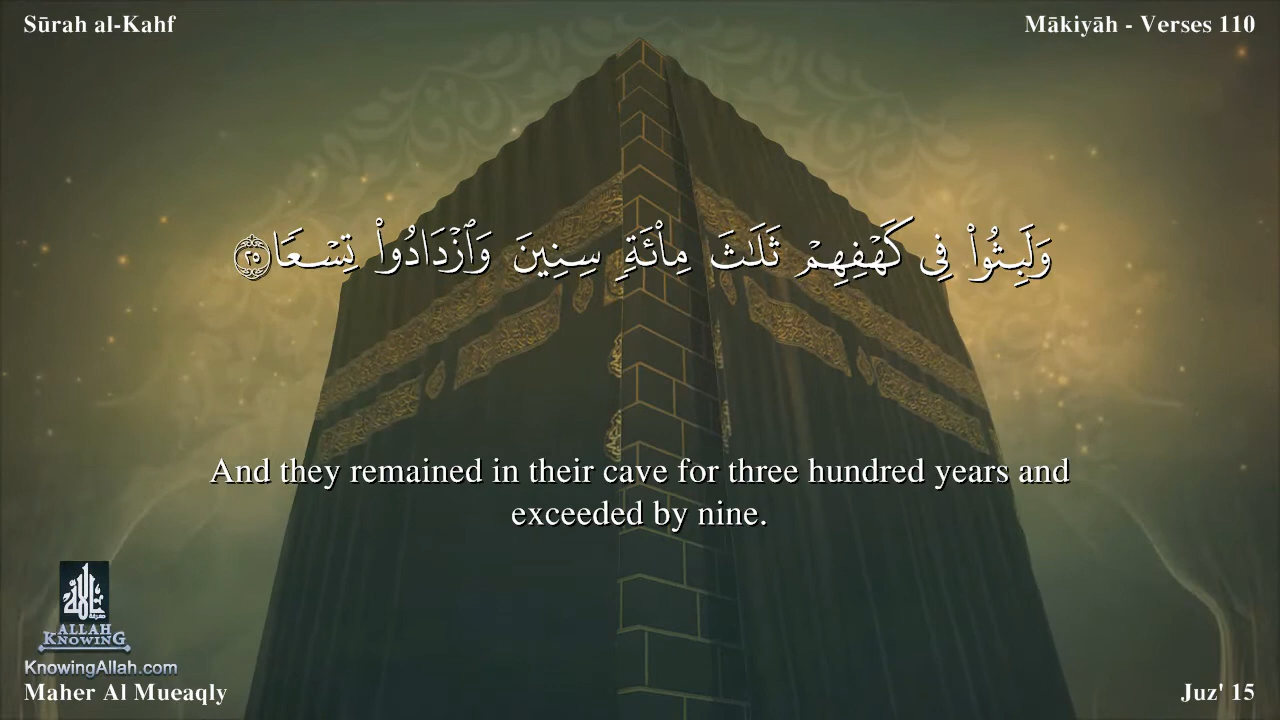 Sūrah al-Kahf
Mākiyāh - Verses 110
وَلَبِثُوا۟ فِى كَهْفِهِمْ ثَلَـٰثَ مِا۟ئَةٍ سِنِينَ وَٱزْدَادُوا۟ تِسْعًا ٢٥
And they remained in their cave for three hundred years and
exceeded by nine.
ALLAH
KNOWING
KnowingAllah.com
Maher Al Mueaqly
Juz' 15